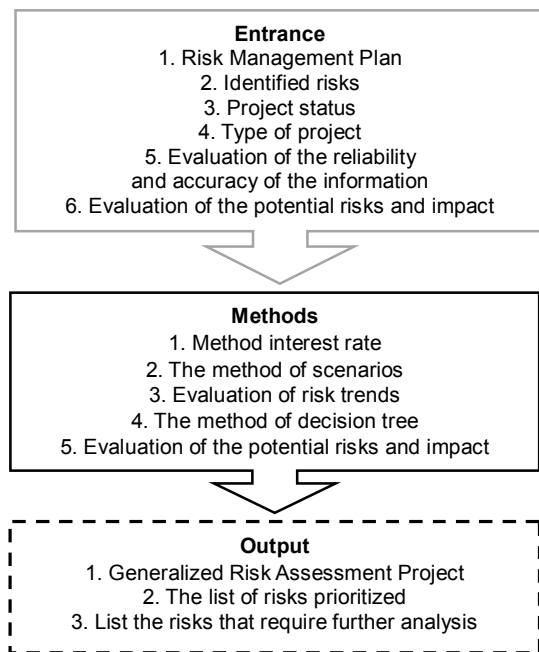 Entrance
1. Risk Management Plan
2. Identified risks
3. Project status
4. Type of project
5. Evaluation of the reliability
and accuracy of the information
6. Evaluation of the potential risks and impact
Methods
1. Method interest rate
2. The method of scenarios
3. Evaluation of risk trends
4. The method of decision tree
5. Evaluation of the potential risks and impact
Output
1. Generalized Risk Assessment Project
2. The list of risks prioritized
3. List the risks that require further analysis